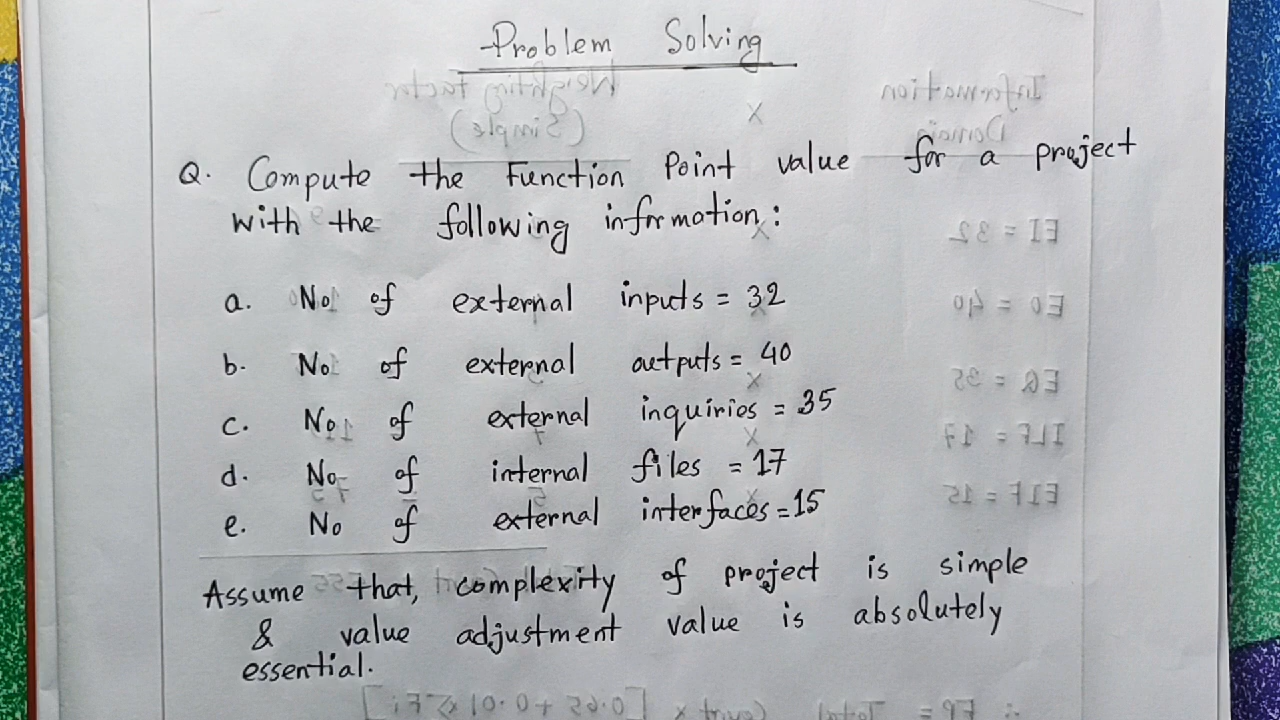 Problem Solving
Q. Compute the Function Point value for a project
with the following information:
a. No of external inputs = 32
b. No of external outputs = 40
c. No of external inquirios = 35
d. No of internal files = 17
e. No of external interfaces = 15
Assume that, complexity of project is simple
& value adjustment value is absolutely
essential.